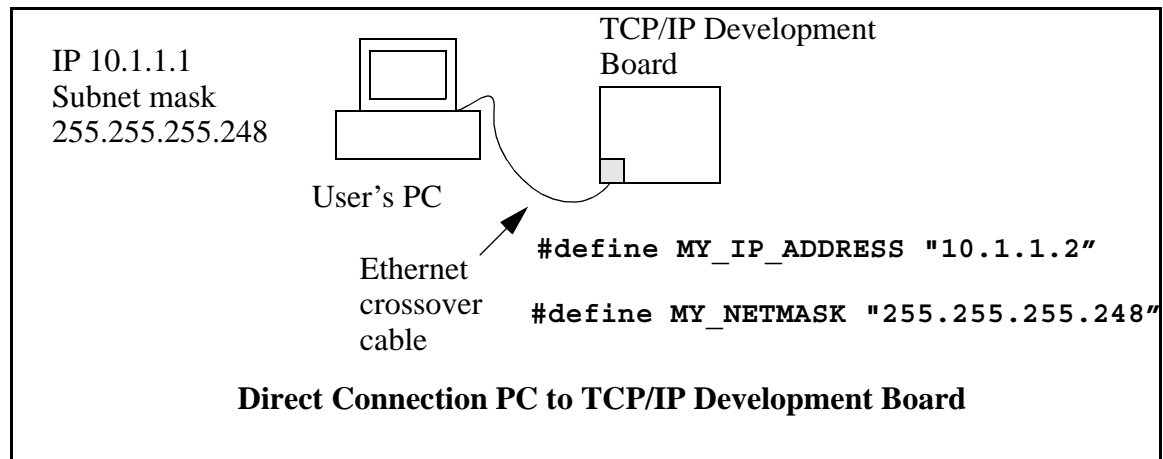 TCP/IP Development
Board
IP 10.1.1.1
Subnet mask
255.255.255.248
User's PC
Ethernet
crossover
cable
#define MY_IP_ADDRESS "10.1.1.2”
#define MY_NETMASK "255.255.255.248”
Direct Connection PC to TCP/IP Development Board